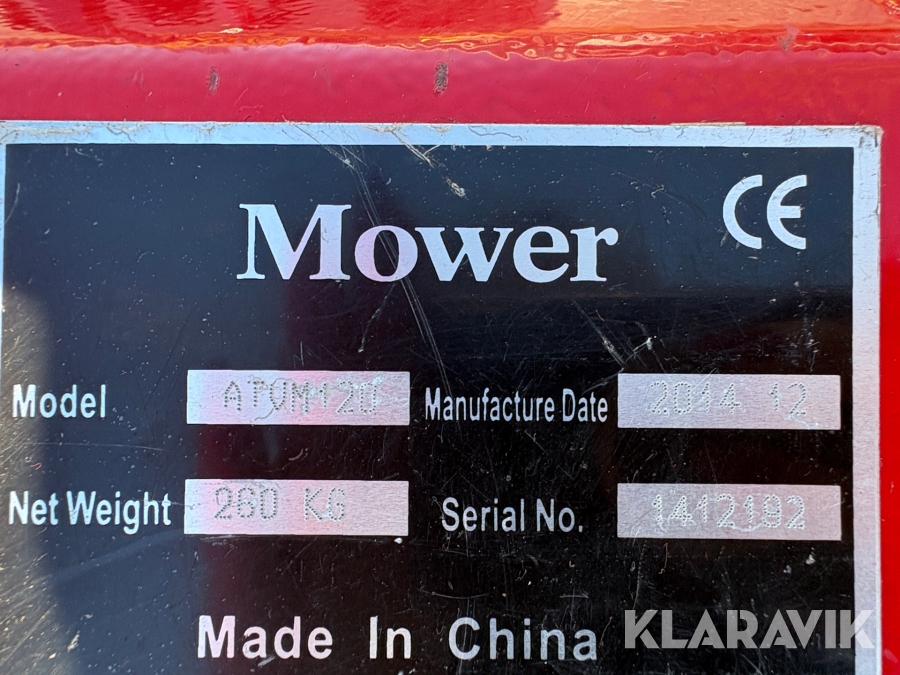 Mower CE
Model ATVM120 Manufacture Date 2014 12
Net Weight 260 KG Serial No. 1412192
Made In China
KLARAVIK